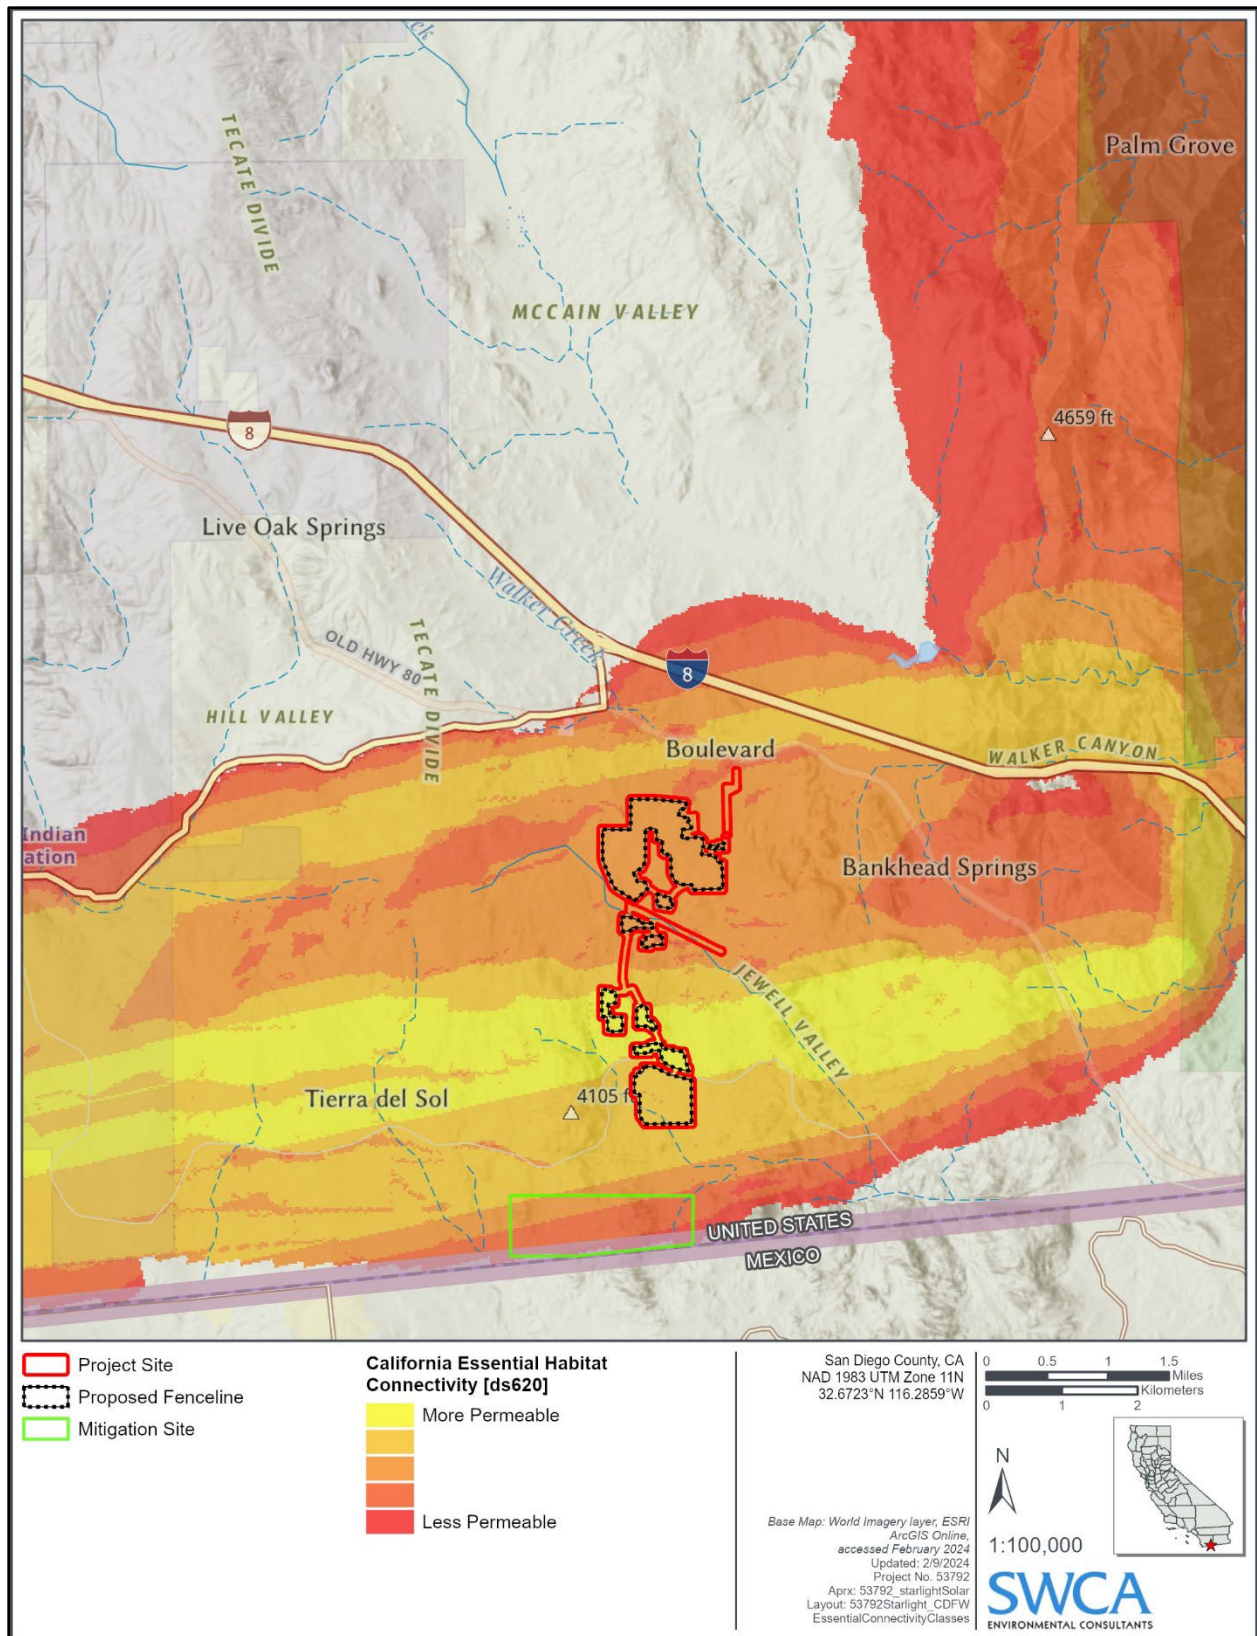 ek
TECATE DIVIDE
Palm Grove
MCCAIN VALLEY
8
4659 ft
Live Oak Springs
Walker Creek
OLD HWY 80
TECATE DIVIDE
8
HILL VALLEY
Boulevard
WALKER CANYON
Indian
ation
Bankhead Springs
JEWELL VALLEY
Tierra del Sol
4105 f
UNITED STATES
MEXICO
Project Site
Proposed Fenceline
Mitigation Site
California Essential Habitat
Connectivity [ds620]
More Permeable
Less Permeable
San Diego County, CA
NAD 1983 UTM Zone 11N
32.6723°N 116.2859°W
Base Map: World Imagery layer, ESRI
ArcGIS Online,
accessed February 2024
Updated: 2/9/2024
Project No. 53792
Aprx: 53792_starlightSolar
Layout: 53792Starlight_CDFW
EssentialConnectivityClasses
0 0.5 1 1.5
Miles
Kilometers
0 1 2
N
1:100,000
SWCA
ENVIRONMENTAL CONSULTANTS